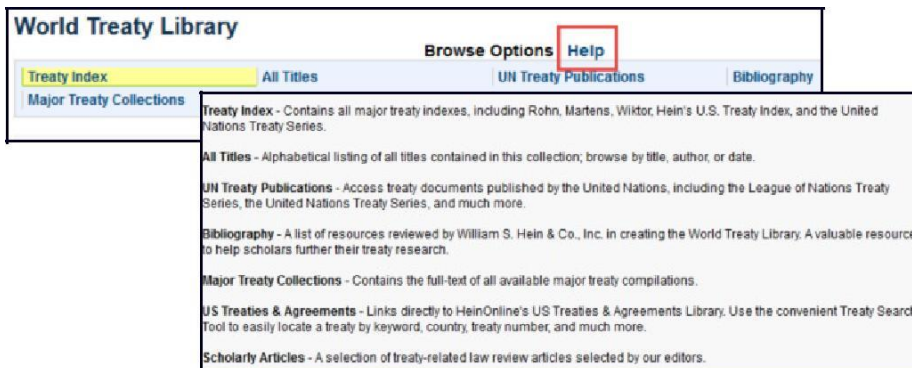 World Treaty Library
Browse Options Help
Treaty Index All Titles UN Treaty Publications Bibliography
Major Treaty Collections
Treaty Index - Contains all major treaty indexes, including Rohn, Martens, Wiktor, Hein's U.S. Treaty Index, and the United
Nations Treaty Series.
All Titles - Alphabetical listing of all titles contained in this collection; browse by title, author, or date.
UN Treaty Publications - Access treaty documents published by the United Nations, including the League of Nations Treaty
Series, the United Nations Treaty Series, and much more.
Bibliography - A list of resources reviewed by William S. Hein & Co., Inc. in creating the World Treaty Library. A valuable resource
to help scholars further their treaty research.
Major Treaty Collections - Contains the full-text of all available major treaty compilations.
US Treaties & Agreements - Links directly to HeinOnline's US Treaties & Agreements Library. Use the convenient Treaty Search
Tool to easily locate a treaty by keyword, country, treaty number, and much more.
Scholarly Articles - A selection of treaty-related law review articles selected by our editors.